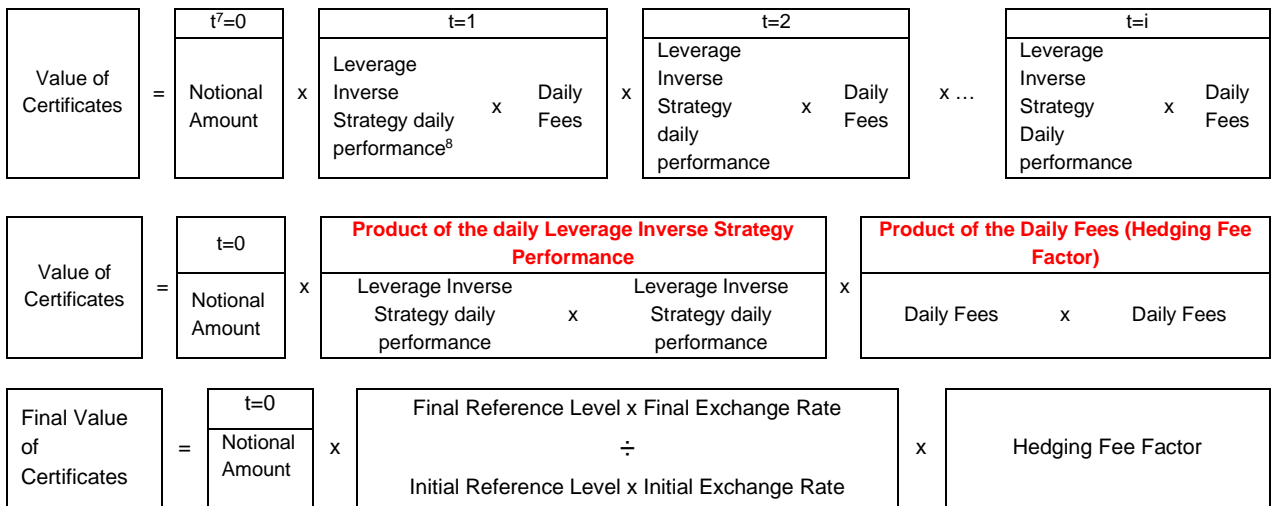 t⁷=0
t=1
t=2
t=i
Value of
Certificates
=
Notional
Amount
x
Leverage
Inverse
Strategy daily
performance⁸
x
Daily
Fees
x
Leverage
Inverse
Strategy
daily
performance
x
Daily
Fees
x …
Leverage
Inverse
Strategy
Daily
performance
x
Daily
Fees
Value of
Certificates
=
t=0
Notional
Amount
x
Product of the daily Leverage Inverse Strategy
Performance
Leverage Inverse
Strategy daily
performance
x
Leverage Inverse
Strategy daily
performance
x
Product of the Daily Fees (Hedging Fee
Factor)
Daily Fees x Daily Fees
Final Value
of
Certificates
=
t=0
Notional
Amount
x
Final Reference Level x Final Exchange Rate
÷
Initial Reference Level x Initial Exchange Rate
x
Hedging Fee Factor